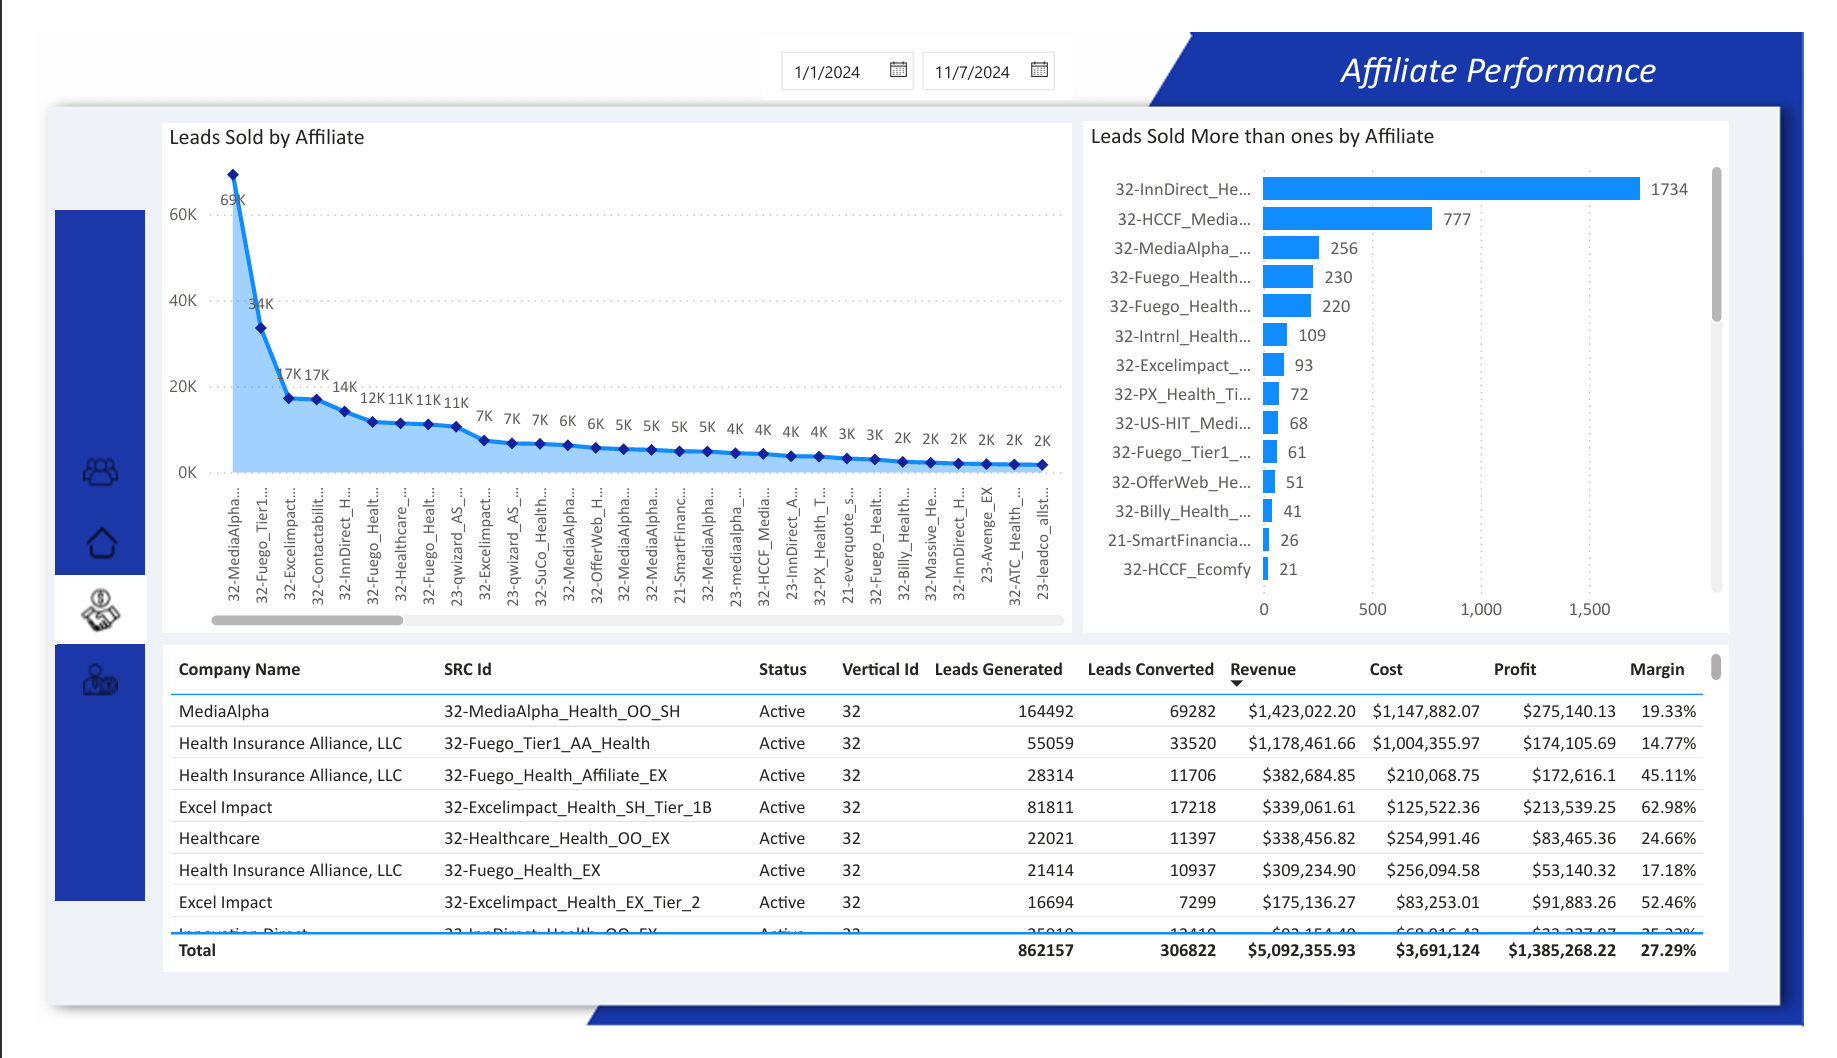 1/1/2024 11/7/2024
Affiliate Performance
Leads Sold by Affiliate
69K
34K
17K 17K 14K 12K 11K 11K 11K 7K 7K 7K 6K 6K 5K 5K 5K 5K 4K 4K 4K 4K 3K 3K 2K 2K 2K 2K 2K 2K
60K
40K
20K
0K
32-MediaAlpha...
32-Fuego_Tier1...
32-Excelimpact...
32-Contactabilit...
32-InnDirect_H...
32-Fuego_Healt...
32-Healthcare_...
32-Fuego_Healt...
23-qwizard_AS_...
32-Excelimpact...
23-qwizard_AS_...
32-SuCo_Health...
32-MediaAlpha...
32-OfferWeb_H...
32-MediaAlpha...
32-MediaAlpha...
21-SmartFinanc...
32-MediaAlpha...
23-mediaalpha_...
32-HCCF_Media...
23-InnDirect_A...
32-PX_Health_T...
21-everquote_s...
32-Fuego_Healt...
32-Billy_Health...
32-Massive_He...
32-InnDirect_H...
23-Avenge_EX
32-ATC_Health_...
23-leadco_allst...
Leads Sold More than ones by Affiliate
32-InnDirect_He... 1734
32-HCCF_Media... 777
32-MediaAlpha_... 256
32-Fuego_Health... 230
32-Fuego_Health... 220
32-Intrnl_Health... 109
32-Excelimpact_... 93
32-PX_Health_Ti... 72
32-US-HIT_Medi... 68
32-Fuego_Tier1_... 61
32-OfferWeb_He... 51
32-Billy_Health_... 41
21-SmartFinancia... 26
32-HCCF_Ecomfy 21
0 500 1,000 1,500
Company Name SRC Id Status Vertical Id Leads Generated Leads Converted Revenue Cost Profit Margin
MediaAlpha 32-MediaAlpha_Health_OO_SH Active 32 164492 69282 $1,423,022.20 $1,147,882.07 $275,140.13 19.33%
Health Insurance Alliance, LLC 32-Fuego_Tier1_AA_Health Active 32 55059 33520 $1,178,461.66 $1,004,355.97 $174,105.69 14.77%
Health Insurance Alliance, LLC 32-Fuego_Health_Affiliate_EX Active 32 28314 11706 $382,684.85 $210,068.75 $172,616.1 45.11%
Excel Impact 32-Excelimpact_Health_SH_Tier_1B Active 32 81811 17218 $339,061.61 $125,522.36 $213,539.25 62.98%
Healthcare 32-Healthcare_Health_OO_EX Active 32 22021 11397 $338,456.82 $254,991.46 $83,465.36 24.66%
Health Insurance Alliance, LLC 32-Fuego_Health_EX Active 32 21414 10937 $309,234.90 $256,094.58 $53,140.32 17.18%
Excel Impact 32-Excelimpact_Health_EX_Tier_2 Active 32 16694 7299 $175,136.27 $83,253.01 $91,883.26 52.46%
Total 862157 306822 $5,092,355.93 $3,691,124 $1,385,268.22 27.29%